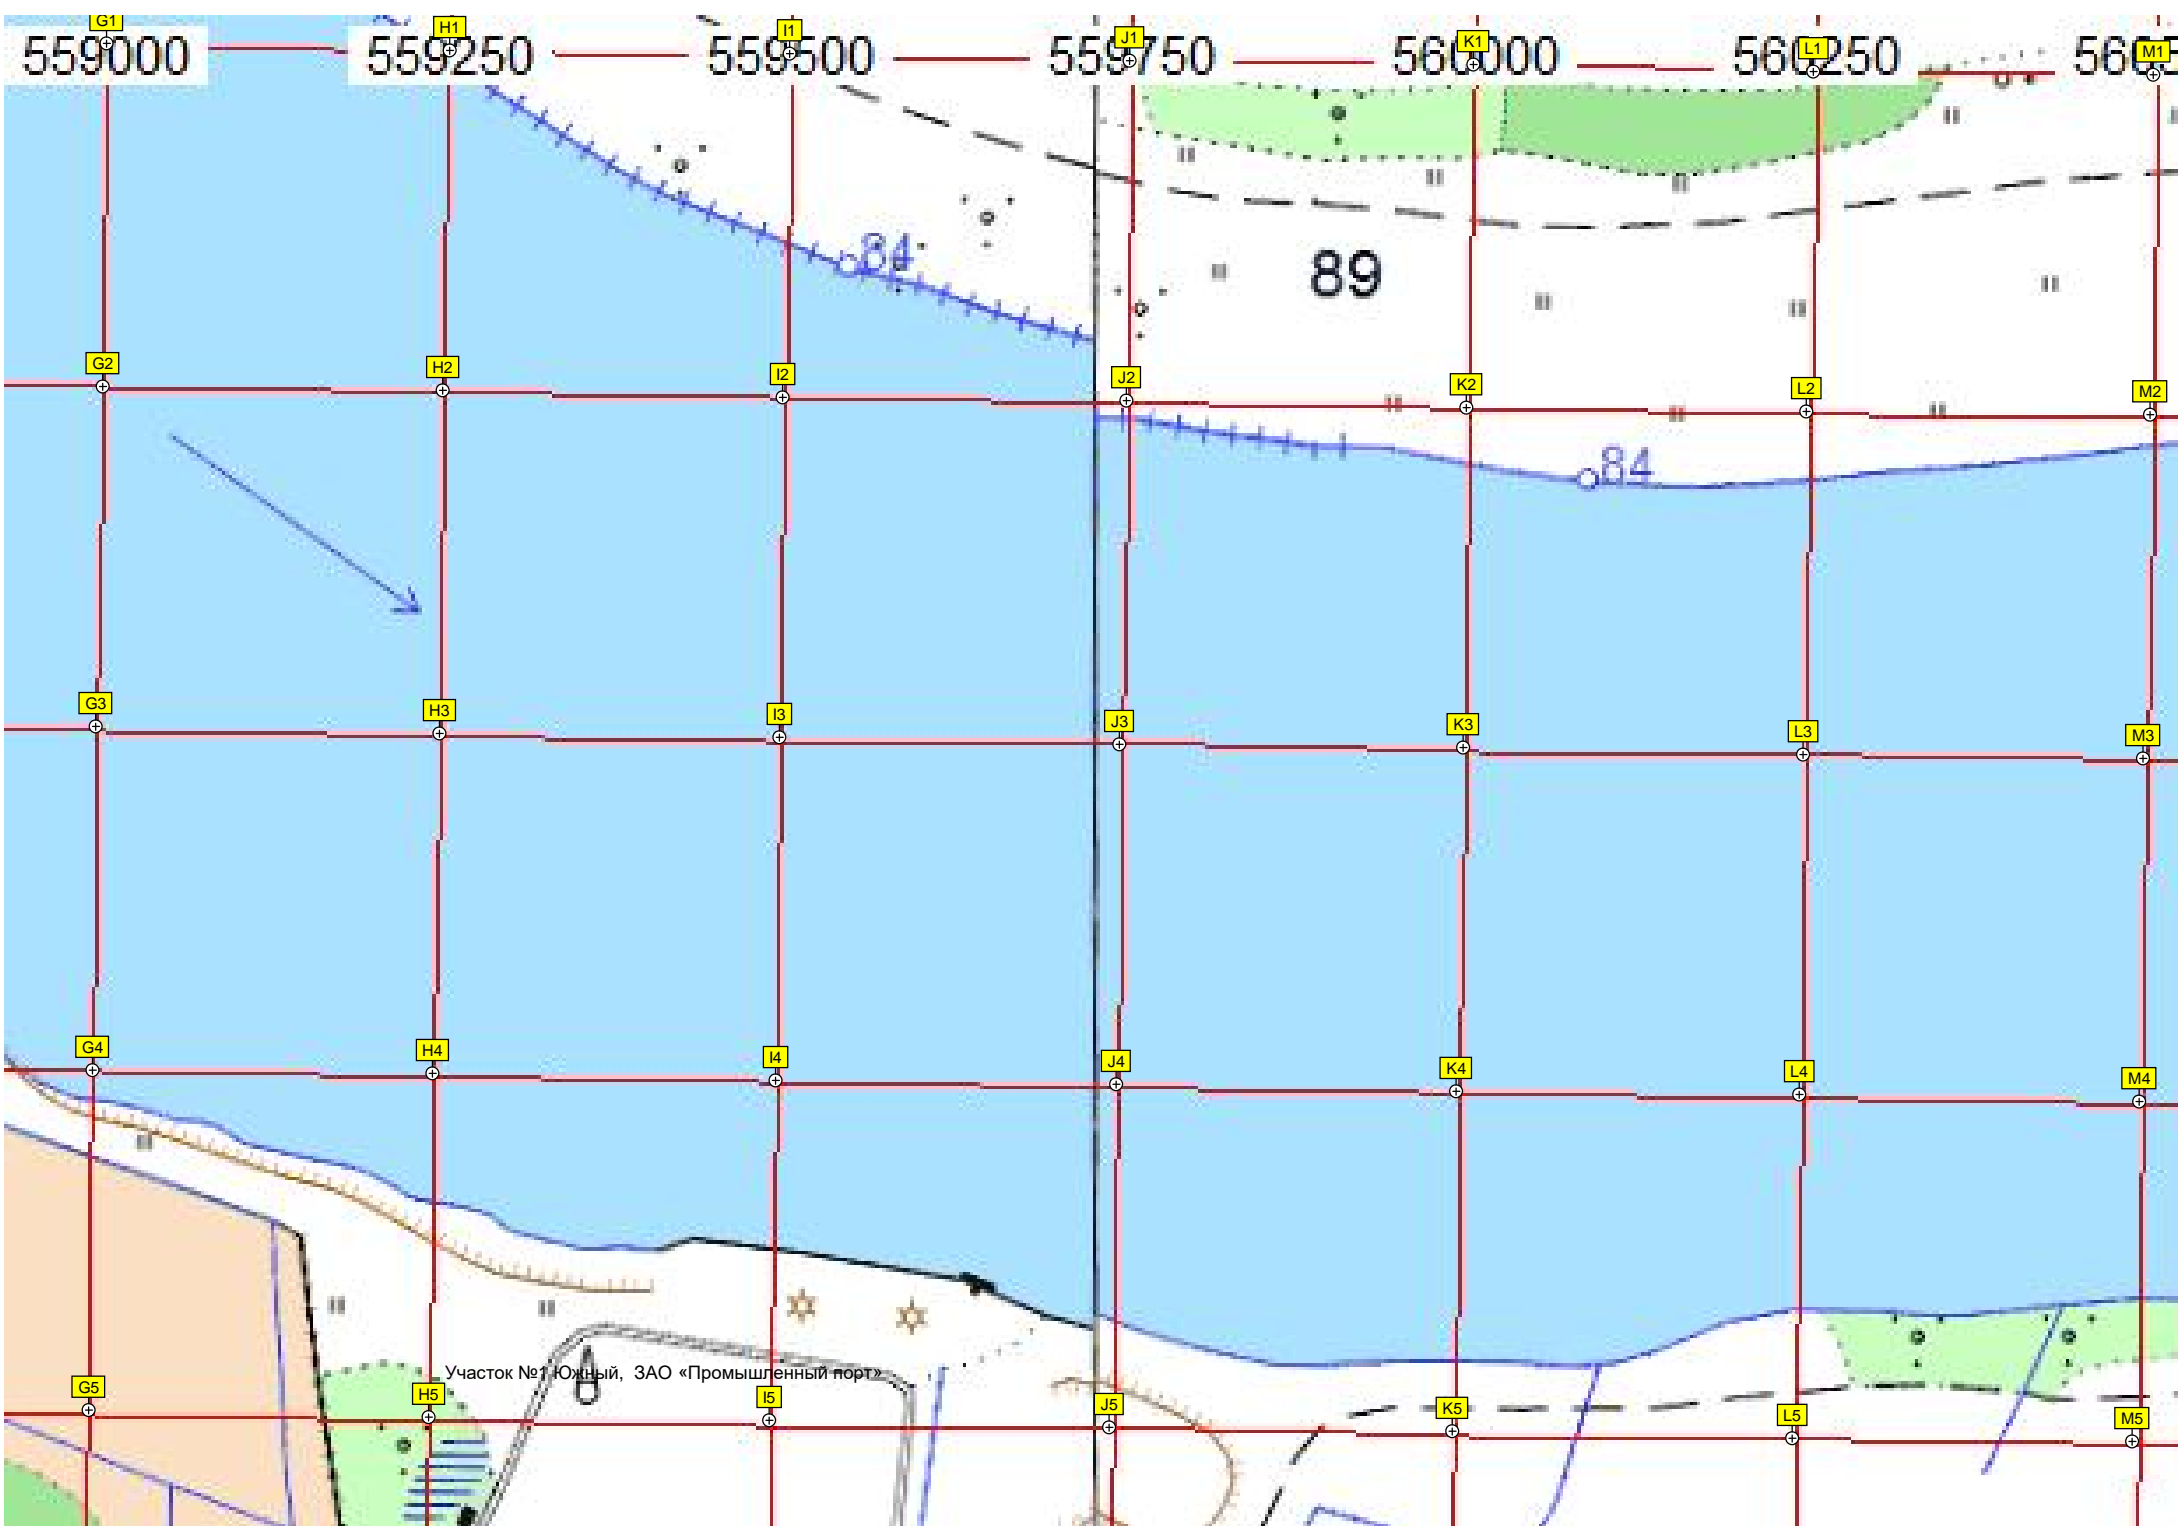 G1 H1 I1 J1 K1 L1 M1
559000 559250 559500 559750 560000 560250
84
89
G2 H2 I2 J2 K2 L2 M2
84
G3 H3 I3 J3 K3 L3 M3
G4 H4 I4 J4 K4 L4 M4
Участок №1 Южный, ЗАО «Промышленный порт»
G5 H5 I5 J5 K5 L5 M5